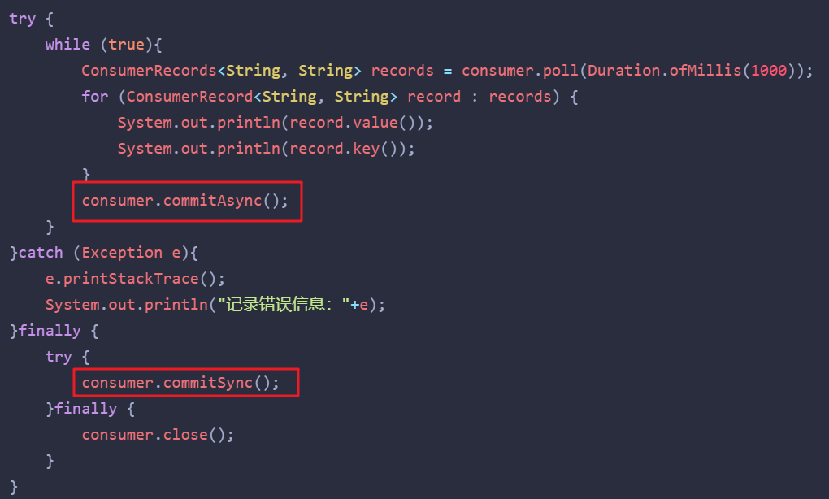 try {
    while (true){
        ConsumerRecords<String, String> records = consumer.poll(Duration.ofMillis(1000));
        for (ConsumerRecord<String, String> record : records) {
            System.out.println(record.value());
            System.out.println(record.key());
        }
        consumer.commitAsync();
    }
}catch (Exception e){
    e.printStackTrace();
    System.out.println("记录错误信息："+e);
}finally {
    try {
        consumer.commitSync();
    }finally {
        consumer.close();
    }
}